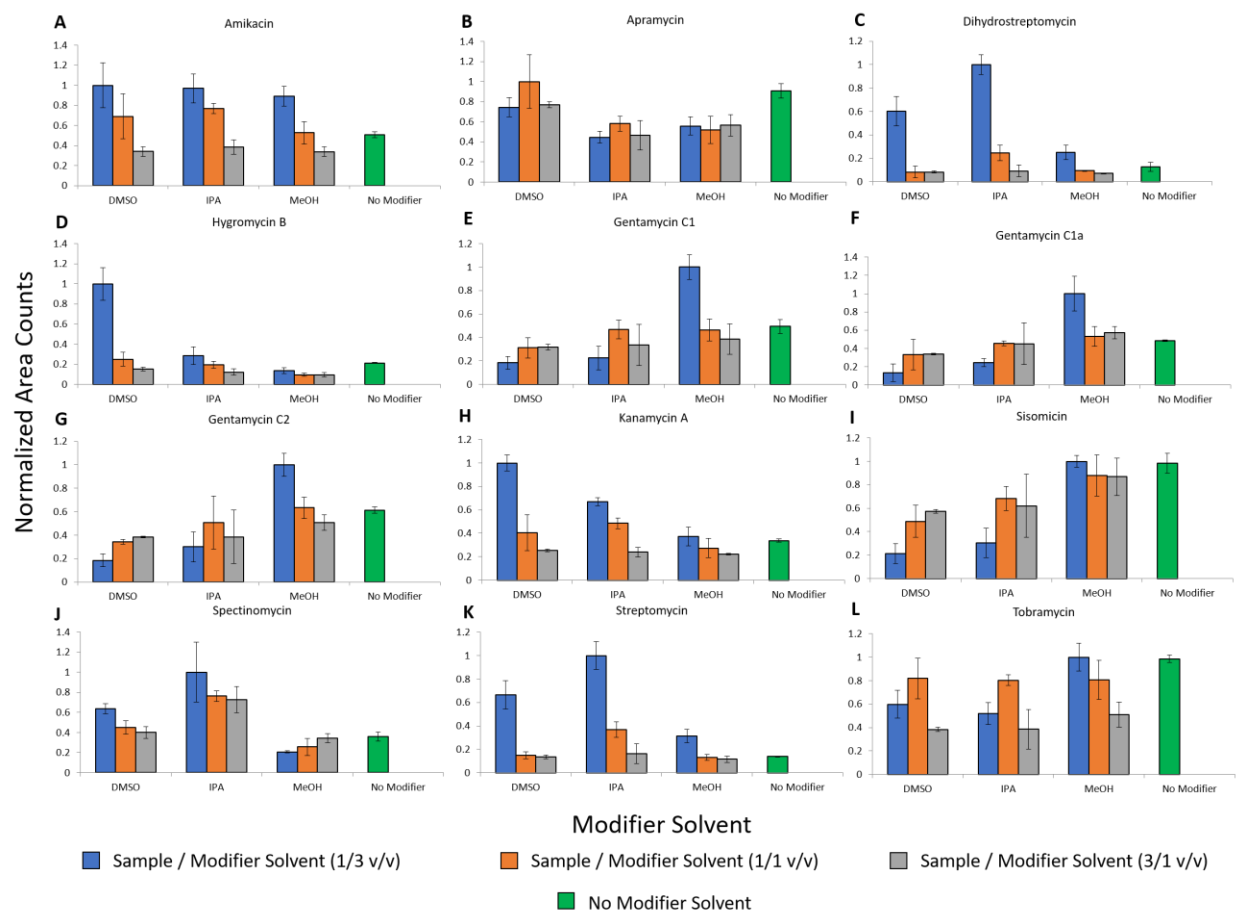 A
Amikacin
1.4
1.2
1
0.8
0.6
0.4
0.2
0
DMSO
IPA
MeOH
No Modifier
B
Apramycin
1.4
1.2
1
0.8
0.6
0.4
0.2
0
DMSO
IPA
MeOH
No Modifier
C
Dihydrostreptomycin
1.2
1
0.8
0.6
0.4
0.2
0
DMSO
IPA
MeOH
No Modifier
D
Hygromycin B
1.4
1.2
1
0.8
0.6
0.4
0.2
0
DMSO
IPA
MeOH
No Modifier
E
Gentamycin C1
1.2
1
0.8
0.6
0.4
0.2
0
DMSO
IPA
MeOH
No Modifier
F
Gentamycin C1a
1.4
1.2
1
0.8
0.6
0.4
0.2
0
DMSO
IPA
MeOH
No Modifier
Normalized Area Counts
G
Gentamycin C2
1.2
1
0.8
0.6
0.4
0.2
0
DMSO
IPA
MeOH
No Modifier
H
Kanamycin A
1.2
1
0.8
0.6
0.4
0.2
0
DMSO
IPA
MeOH
No Modifier
I
Sisomicin
1.2
1
0.8
0.6
0.4
0.2
0
DMSO
IPA
MeOH
No Modifier
J
Spectinomycin
1.4
1.2
1
0.8
0.6
0.4
0.2
0
DMSO
IPA
MeOH
No Modifier
K
Streptomycin
1.2
1
0.8
0.6
0.4
0.2
0
DMSO
IPA
MeOH
No Modifier
L
Tobramycin
1.2
1
0.8
0.6
0.4
0.2
0
DMSO
IPA
MeOH
No Modifier
Modifier Solvent
Sample / Modifier Solvent (1/3 v/v)
Sample / Modifier Solvent (1/1 v/v)
Sample / Modifier Solvent (3/1 v/v)
No Modifier Solvent